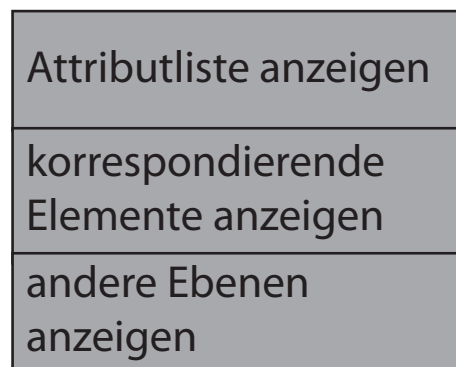 Attributliste anzeigen
korrespondierende
Elemente anzeigen
andere Ebenen
anzeigen